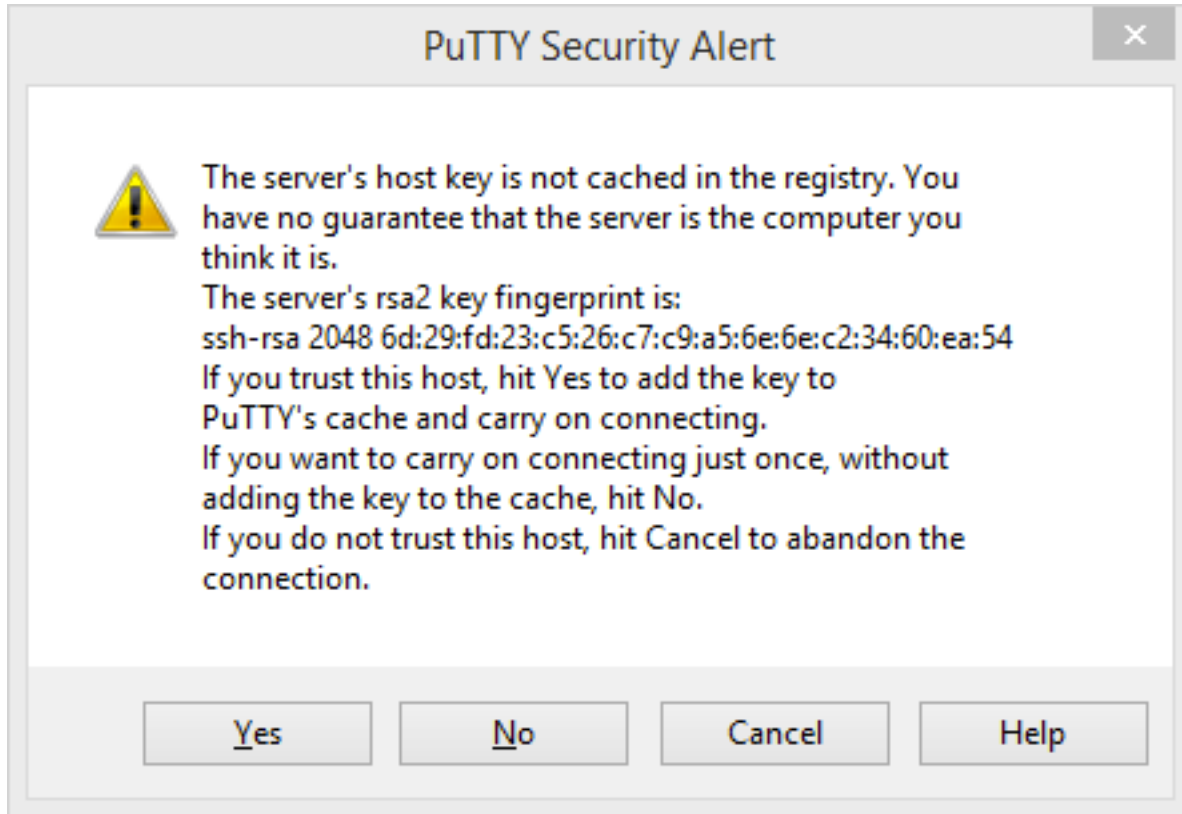 PuTTY Security Alert
The server's host key is not cached in the registry. You
have no guarantee that the server is the computer you
think it is.
The server's rsa2 key fingerprint is:
ssh-rsa 2048 6d:29:fd:23:c5:26:c7:c9:a5:6e:6e:c2:34:60:ea:54
If you trust this host, hit Yes to add the key to
PuTTY's cache and carry on connecting.
If you want to carry on connecting just once, without
adding the key to the cache, hit No.
If you do not trust this host, hit Cancel to abandon the
connection.
Yes No Cancel Help